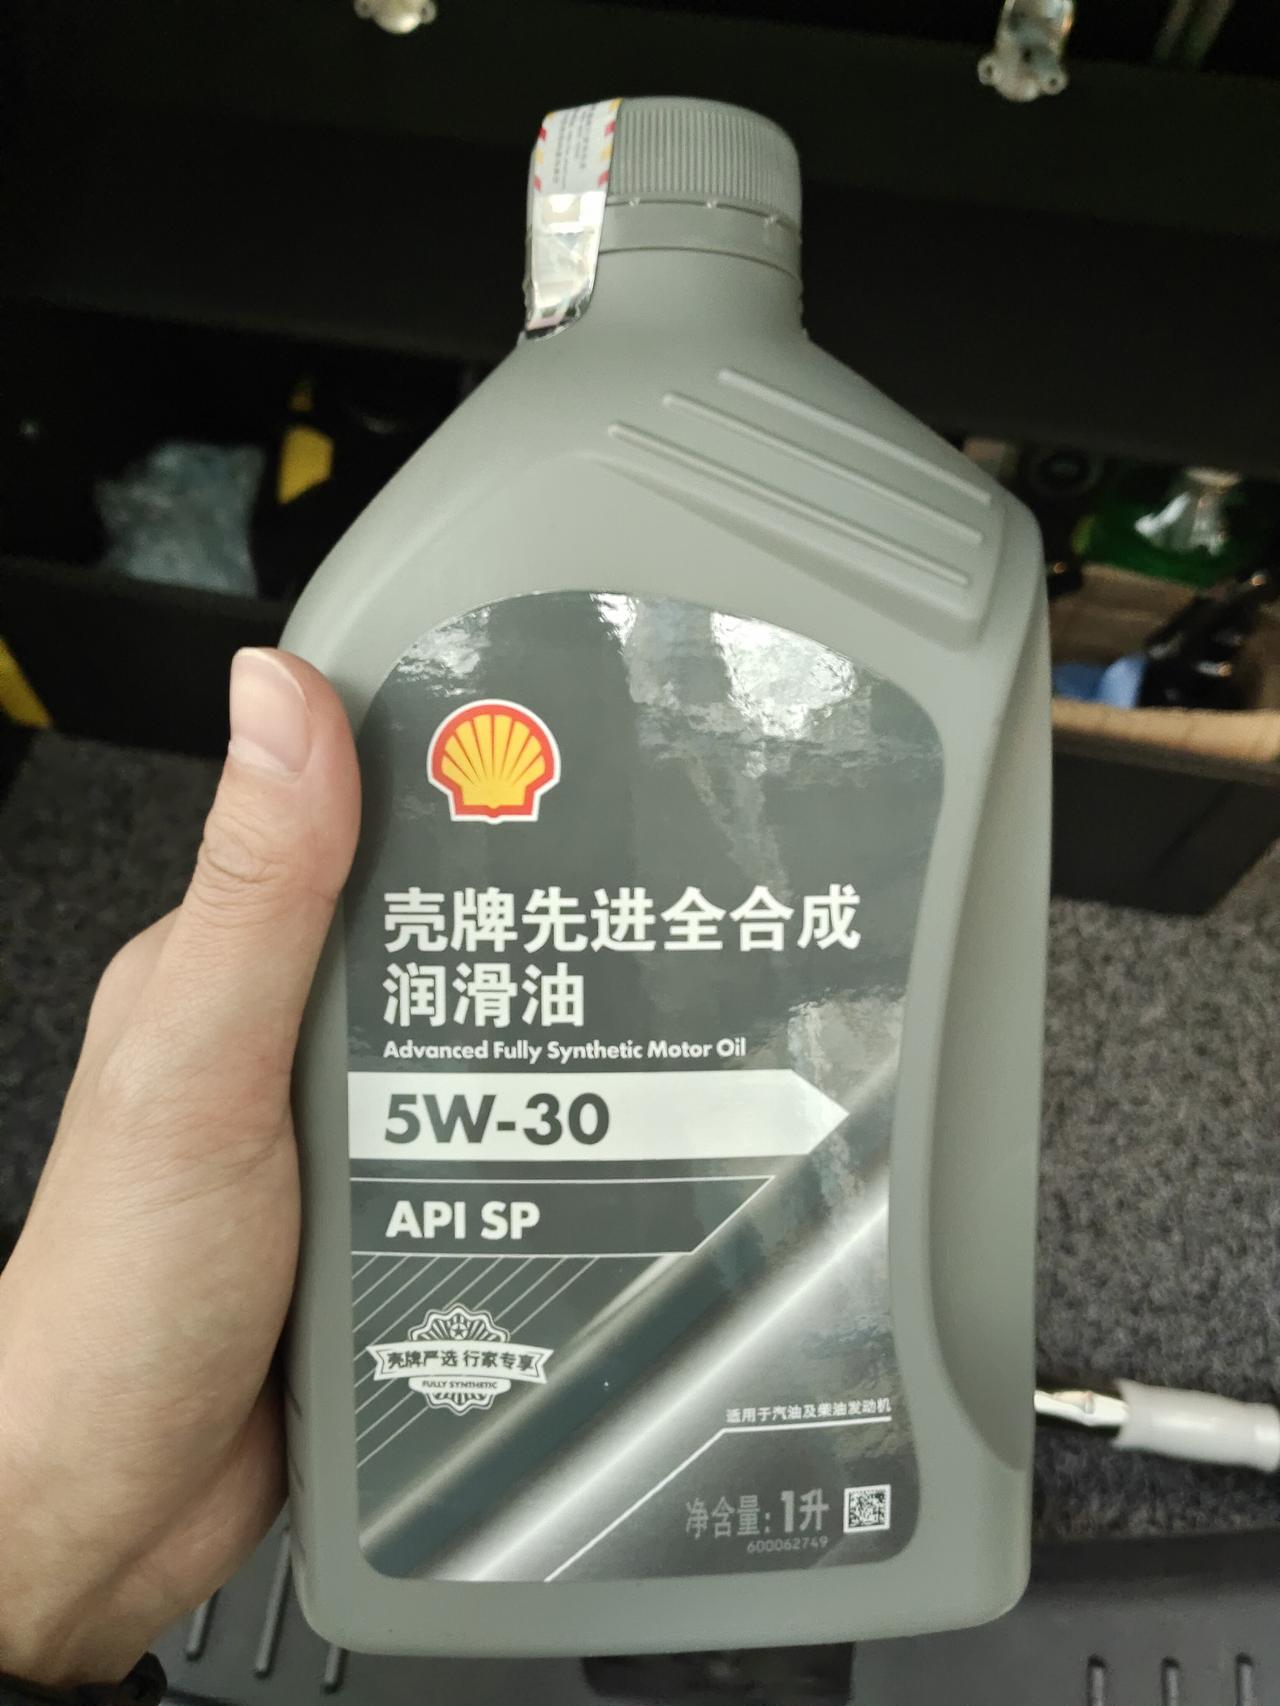 壳牌先进全合成
润滑油
Advanced Fully Synthetic Motor Oil
5W-30
API SP
壳牌严选 行家专享
FULLY SYNTHETIC
适用于汽油及柴油发动机
净含量:1升
600062749